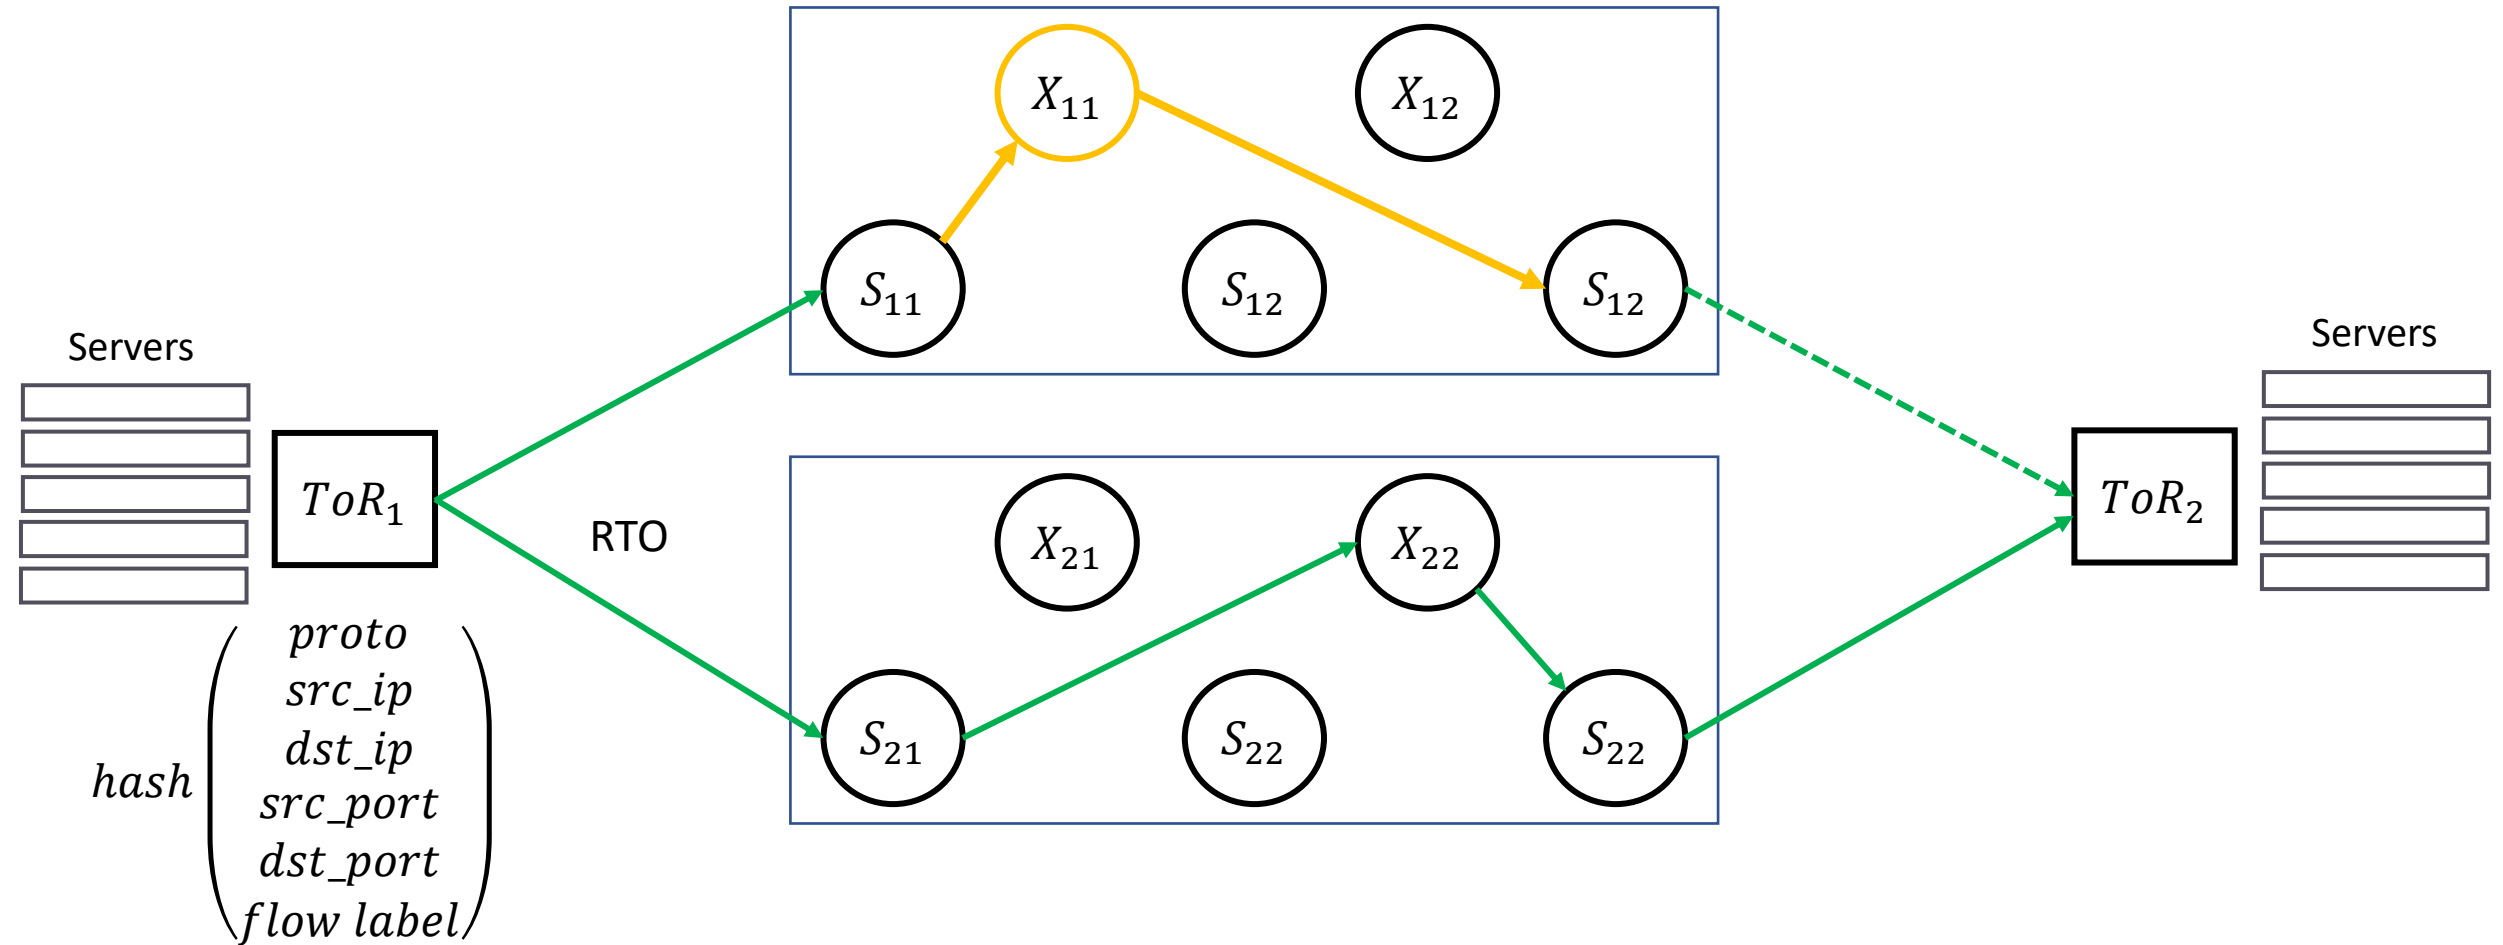 X₁₁
X₁₂
S₁₁
S₁₂
S₁₂
Servers
Servers
ToR₁
ToR₂
RTO
X₂₁
X₂₂
S₂₁
S₂₂
S₂₂
hash
proto
src_ip
dst_ip
src_port
dst_port
flow label